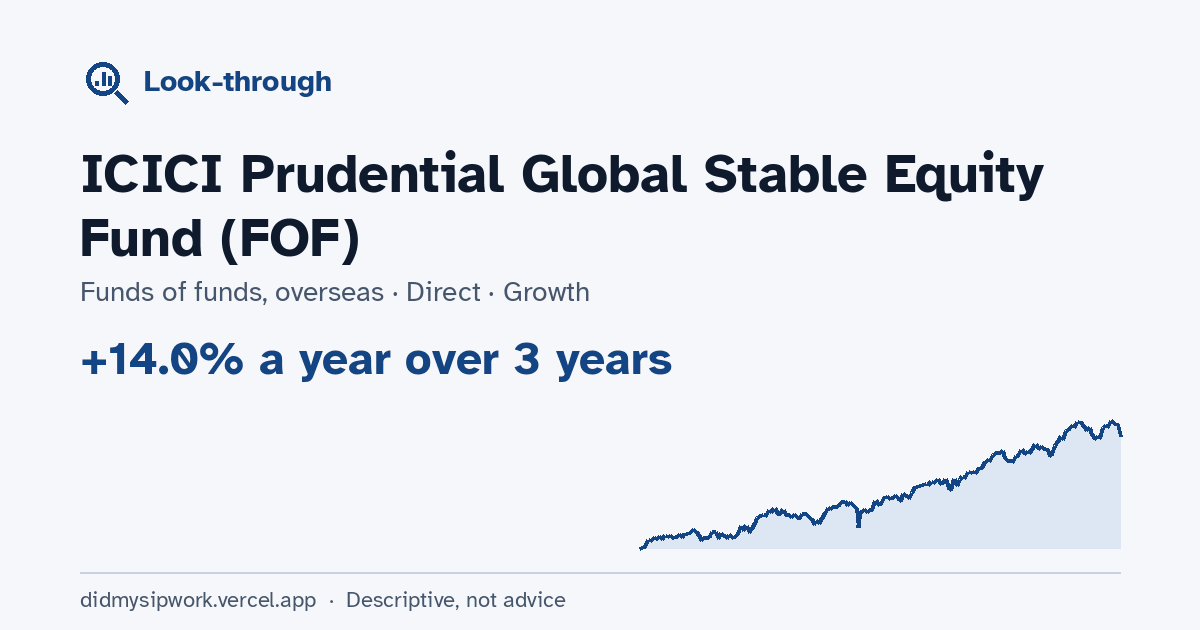 Look-through
ICICI Prudential Global Stable Equity
Fund (FOF)
Funds of funds, overseas · Direct · Growth
+14.0% a year over 3 years
didmysipwork.vercel.app · Descriptive, not advice